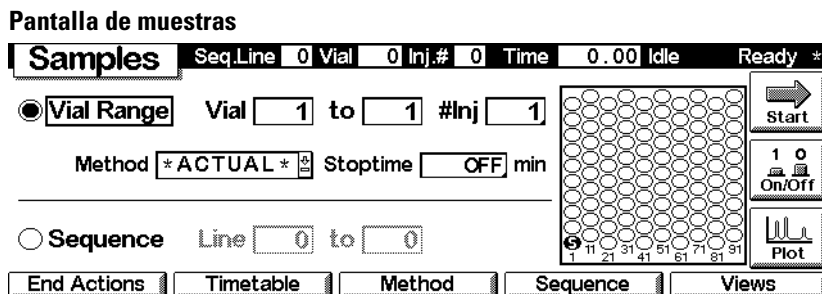 Pantalla de muestras
Samples Seq.Line 0 Vial 0 Inj.# 0 Time 0.00 Idle Ready *
Vial Range Vial 1 to 1 #Inj 1
Start
Method *ACTUAL* Stoptime OFF min
1 0
On/Off
Sequence Line 0 to 0
S
1 11 21 31 41 51 61 71 81 91
Plot
End Actions Timetable Method Sequence Views